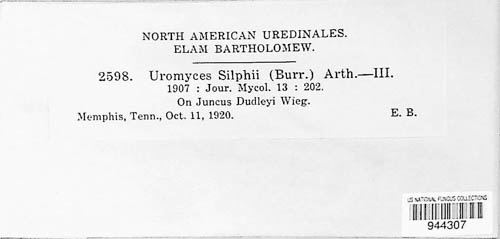 NORTH AMERICAN UREDINALES.
ELAM BARTHOLOMEW.
2598. Uromyces Silphii (Burr.) Arth.—III.
1907 : Jour. Mycol. 13 : 202.
On Juncus Dudleyi Wieg.
Memphis, Tenn., Oct. 11, 1920. E. B.
US NATIONAL FUNGUS COLLECTIONS
944307